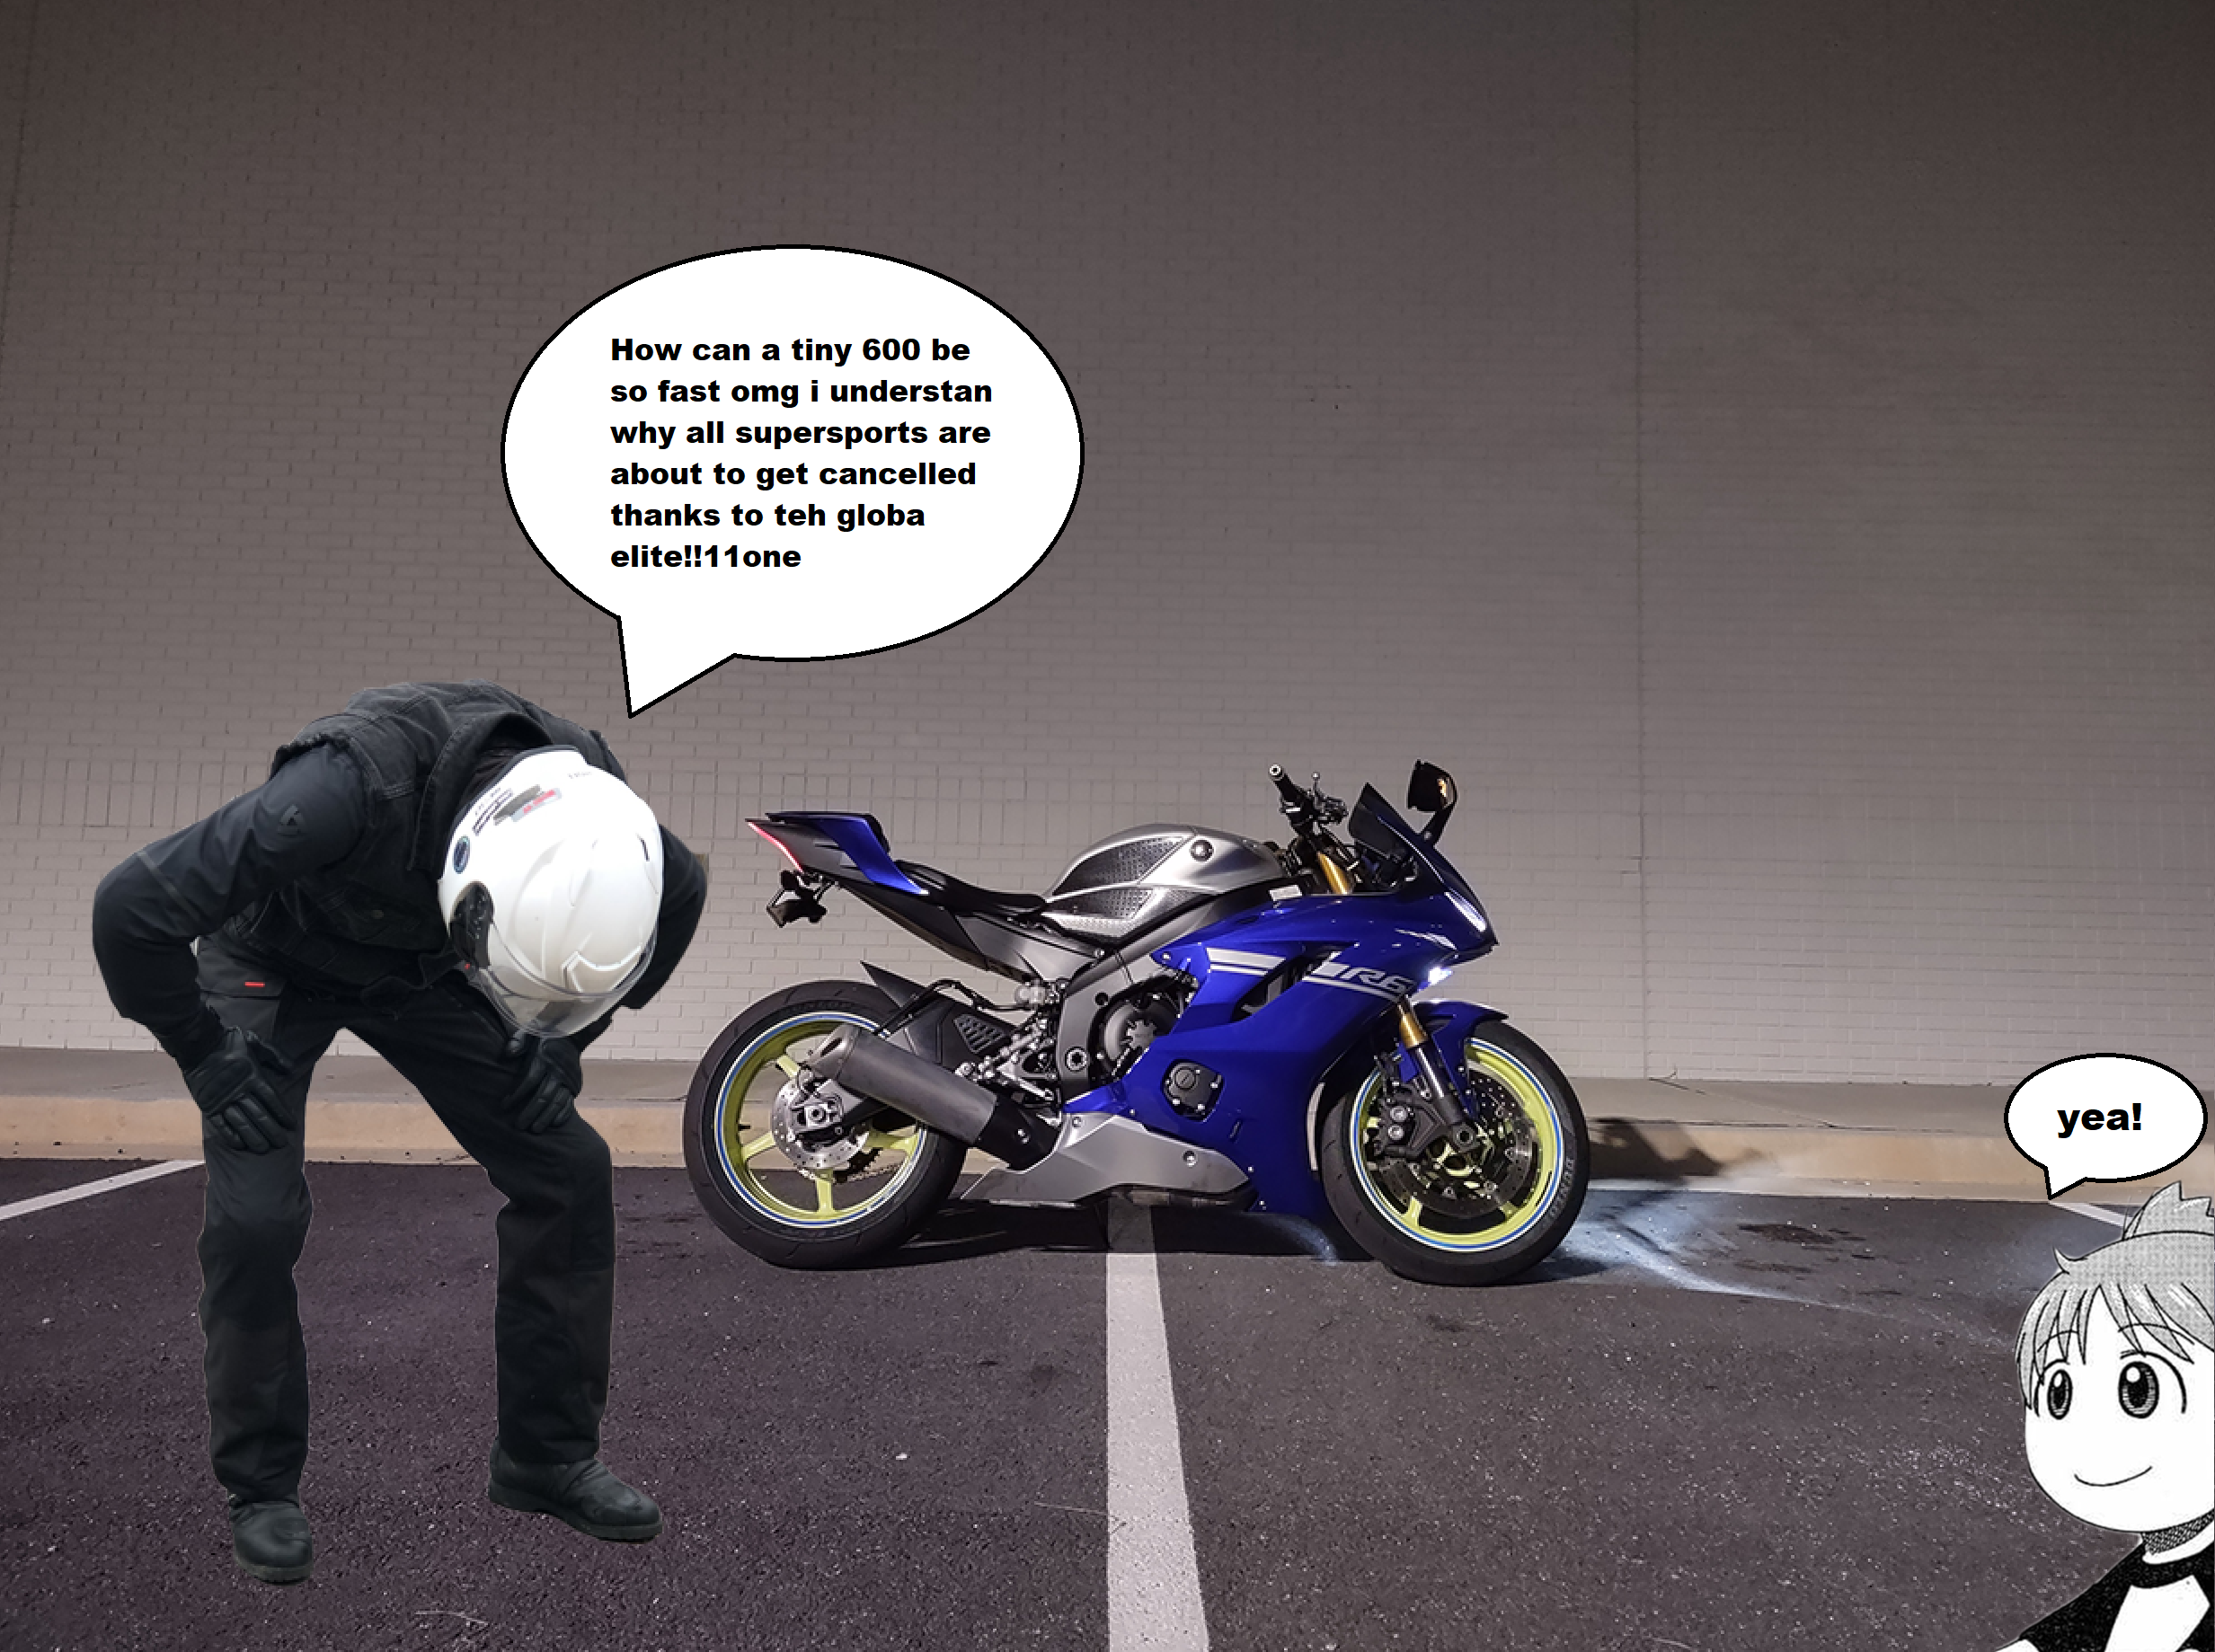 How can a tiny 600 be
so fast omg i understan
why all supersports are
about to get cancelled
thanks to teh globa
elite!!11one
R6
yea!